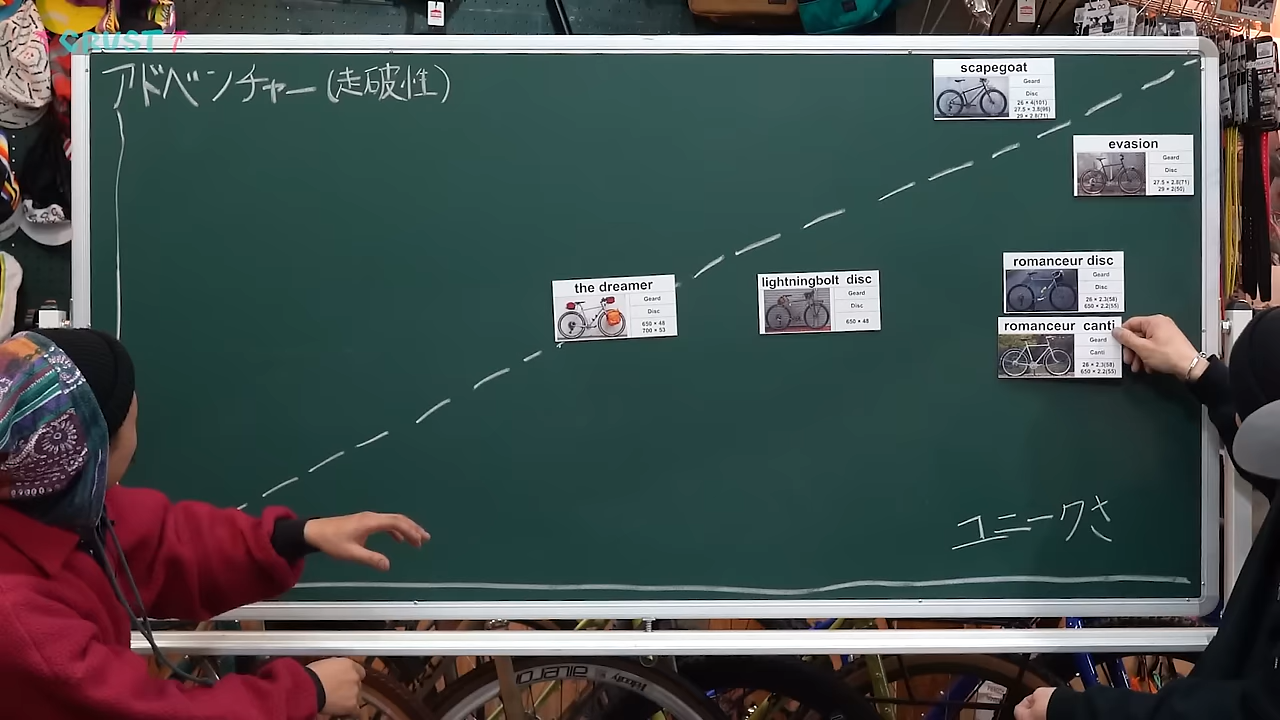 CRVST
アドベンチャー(走破性)
scapegoat
Geard
Disc
26 × 4(101)
27.5 × 3.8(96)
29 × 2.8(71)
evasion
Geard
Disc
27.5 × 2.8(71)
29 × 2(50)
romanceur disc
Geard
Disc
26 × 2.3(58)
650 × 2.2(55)
the dreamer
Geard
Disc
650 × 48
700 × 53
lightningbolt disc
Geard
Disc
650 × 48
romanceur canti
Geard
Canti
26 × 2.3(58)
650 × 2.2(55)
ユニークさ
Velocity